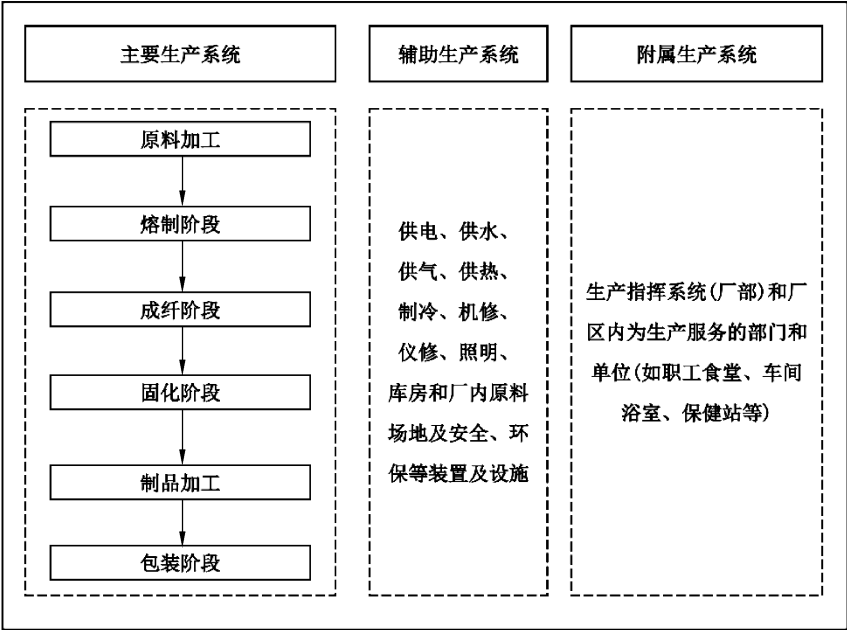 主要生产系统
辅助生产系统
附属生产系统
原料加工
熔制阶段
成纤阶段
固化阶段
制品加工
包装阶段
供电、供水、
供气、供热、
制冷、机修、
仪修、照明、
库房和厂内原料
场地及安全、环
保等装置及设施
生产指挥系统(厂部)和厂
区内为生产服务的部门和
单位(如职工食堂、车间
浴室、保健站等)